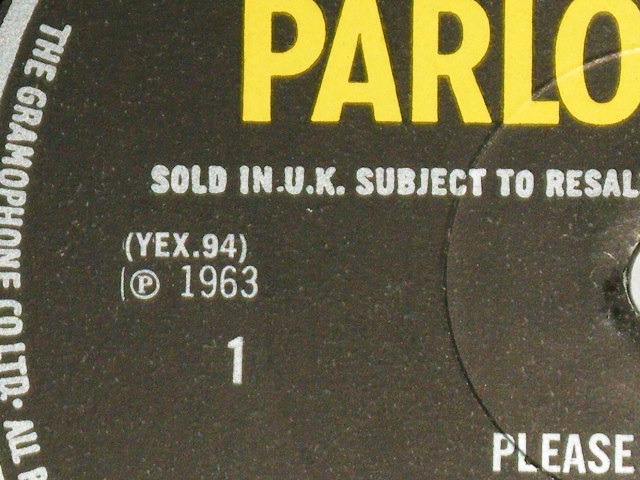 PARLO
SOLD IN.U.K. SUBJECT TO RESAL
(YEX.94)
Ⓟ 1963
1
PLEASE
THE GRAMOPHONE CO LTD. ALL